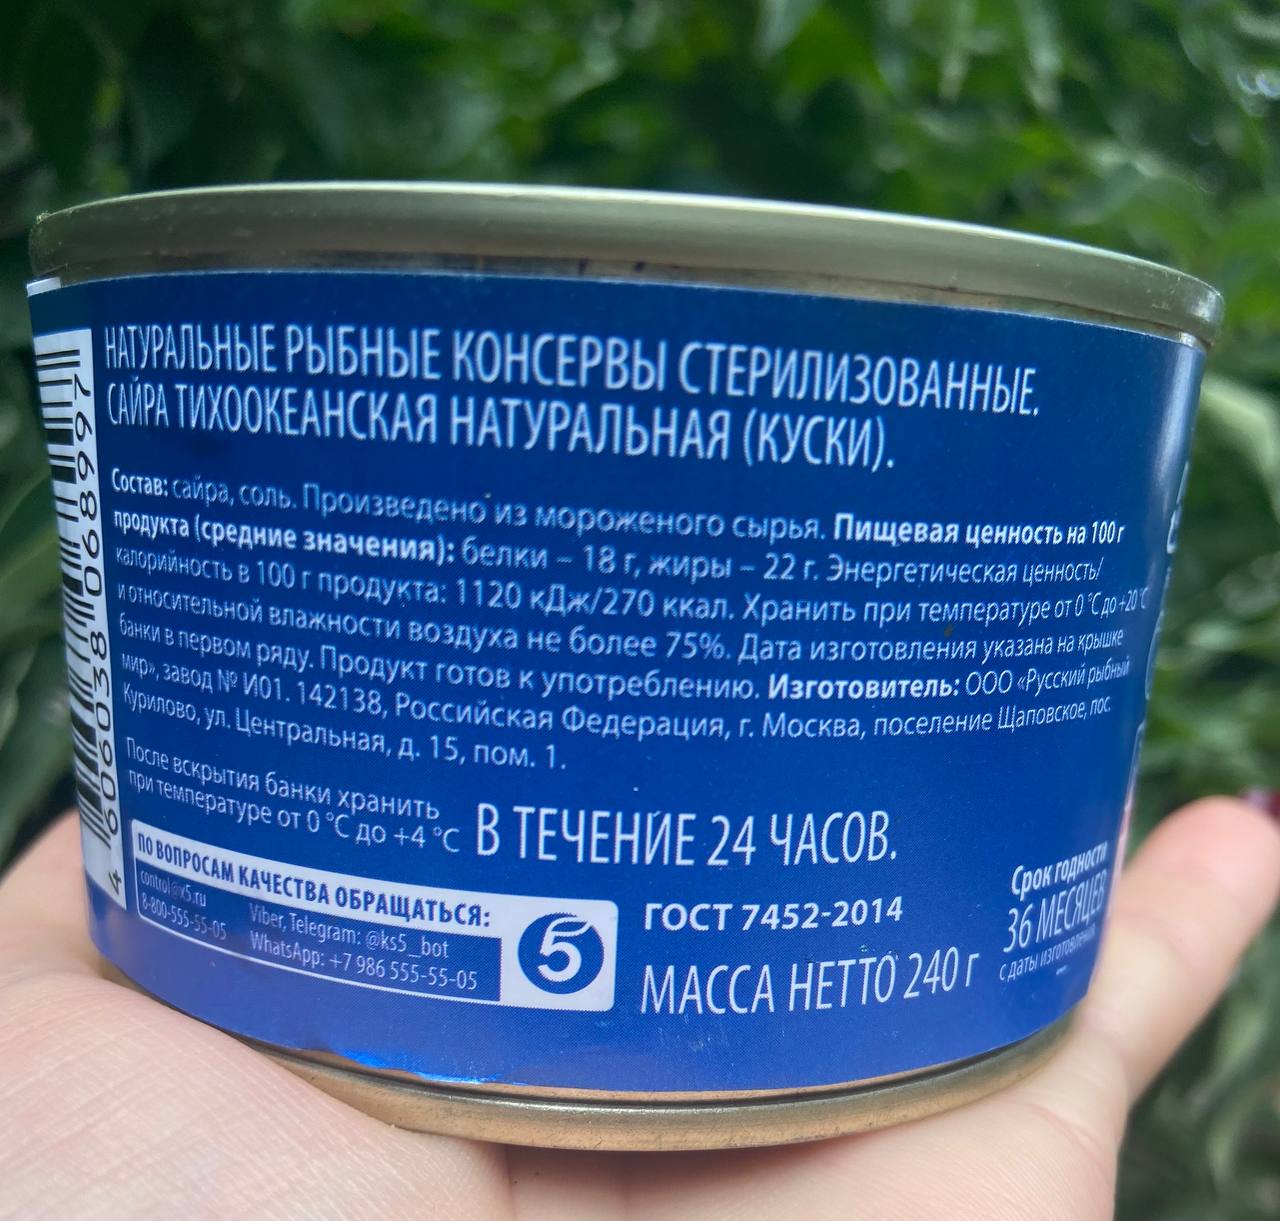 НАТУРАЛЬНЫЕ РЫБНЫЕ КОНСЕРВЫ СТЕРИЛИЗОВАННЫЕ.
САЙРА ТИХООКЕАНСКАЯ НАТУРАЛЬНАЯ (КУСКИ).
Состав: сайра, соль. Произведено из мороженого сырья. Пищевая ценность на 100 г
продукта (средние значения): белки – 18 г, жиры – 22 г. Энергетическая ценность/
калорийность в 100 г продукта: 1120 кДж/270 ккал. Хранить при температуре от 0 °С до +20 °С
и относительной влажности воздуха не более 75%. Дата изготовления указана на крышке
банки в первом ряду. Продукт готов к употреблению. Изготовитель: ООО «Русский рыбный
мир», завод № И01. 142138, Российская Федерация, г. Москва, поселение Щаповское, пос.
Курилово, ул. Центральная, д. 15, пом. 1.
После вскрытия банки хранить
при температуре от 0 °С до +4 °С
В ТЕЧЕНИЕ 24 ЧАСОВ.
ПО ВОПРОСАМ КАЧЕСТВА ОБРАЩАТЬСЯ:
control@x5.ru
8-800-555-55-05
Viber, Telegram: @ks5_bot
WhatsApp: +7 986 555-55-05
5
ГОСТ 7452-2014
МАССА НЕТТО 240 г
Срок годности
36 МЕСЯЦЕВ
с даты изготовления
4 606038 068997